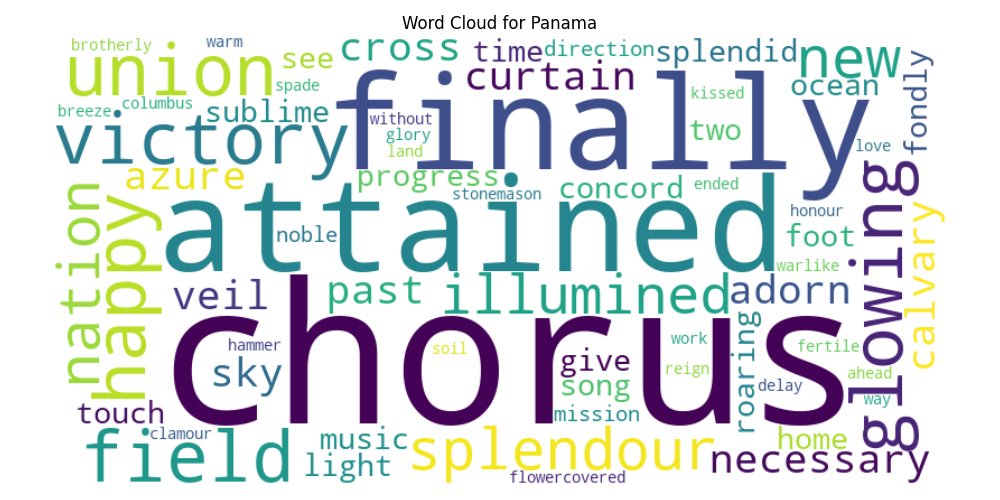 Word Cloud for Panama
brotherly warm see cross time direction splendid new
union spade curtain ocean fondly
breeze columbus sublime finally kissed
victory without glory land two love
azure progress stonemason concord ended glowing
nation happy attained noble honour foot warlike calvary
veil past illumined adorn
chorus hammer sky soil give work reign roaring fertile ahead
song delay way
touch mission
field clamour music light splendour home necessary
flowercovered